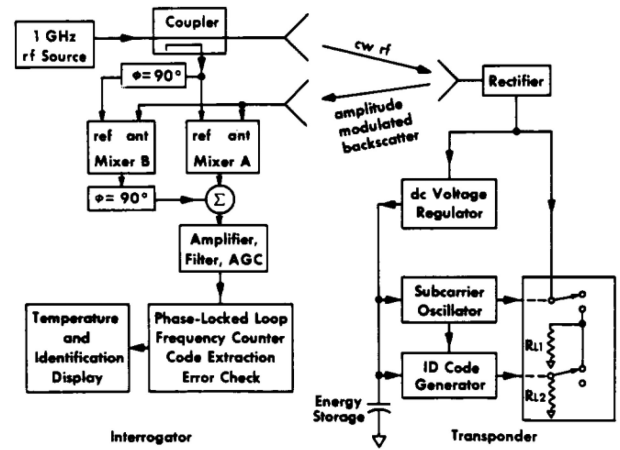 Coupler
1 GHz
rf Source
φ= 90°
cw rf
Rectifier
amplitude
modulated
backscatter
ref ant
Mixer B
ref ant
Mixer A
φ= 90°
Σ
dc Voltage
Regulator
Amplifier,
Filter, AGC
Subcarrier
Oscillator
Temperature
and
Identification
Display
Phase-Locked Loop
Frequency Counter
Code Extraction
Error Check
RL1
ID Code
Generator
RL2
Energy
Storage
Interrogator
Transponder